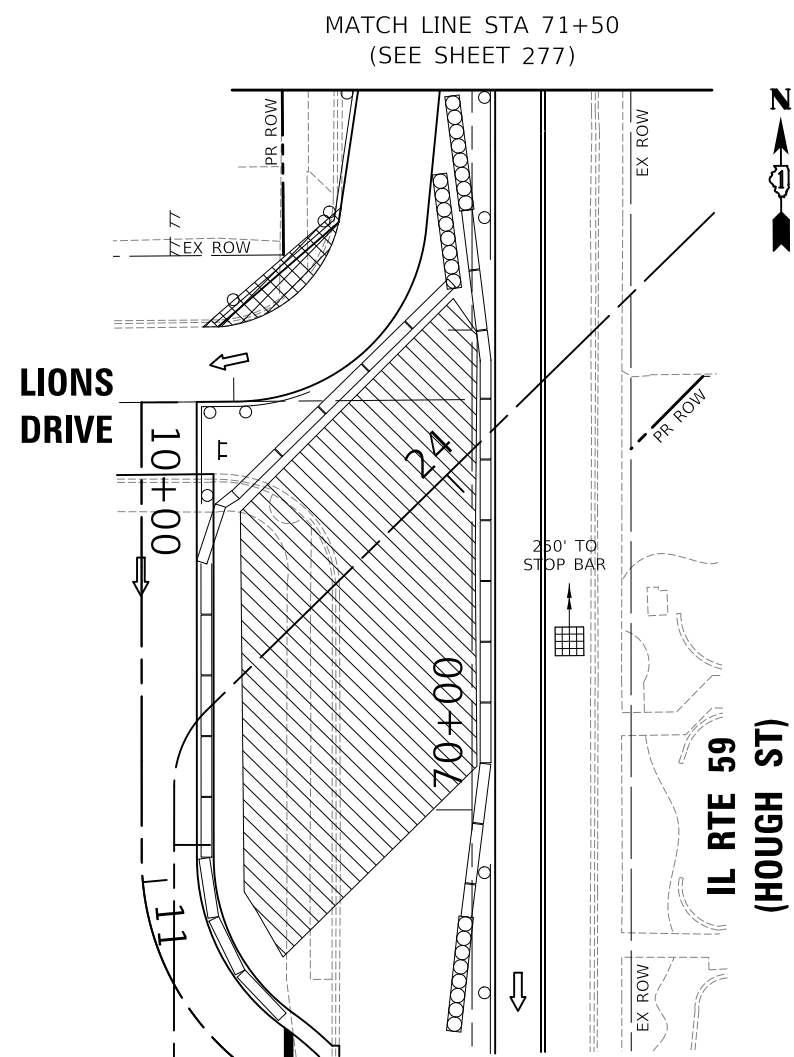 MATCH LINE STA 71+50
(SEE SHEET 277)
N
1
PR ROW
EX ROW
EX ROW
LIONS
DRIVE
PR ROW
10+00
24
250' TO
STOP BAR
70+00
IL RTE 59
(HOUGH ST)
11
EX ROW